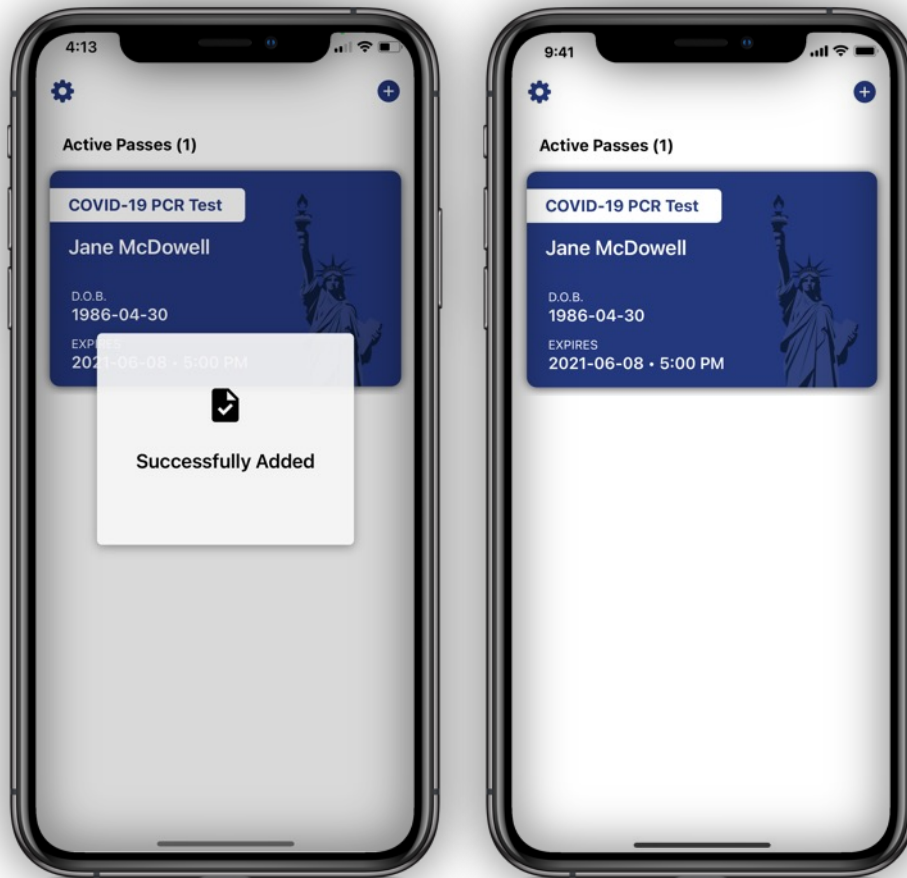 4:13
Active Passes (1)
COVID-19 PCR Test
Jane McDowell
D.O.B.
1986-04-30
EXPIRES
2021-06-08 • 5:00 PM
Successfully Added
9:41
Active Passes (1)
COVID-19 PCR Test
Jane McDowell
D.O.B.
1986-04-30
EXPIRES
2021-06-08 • 5:00 PM